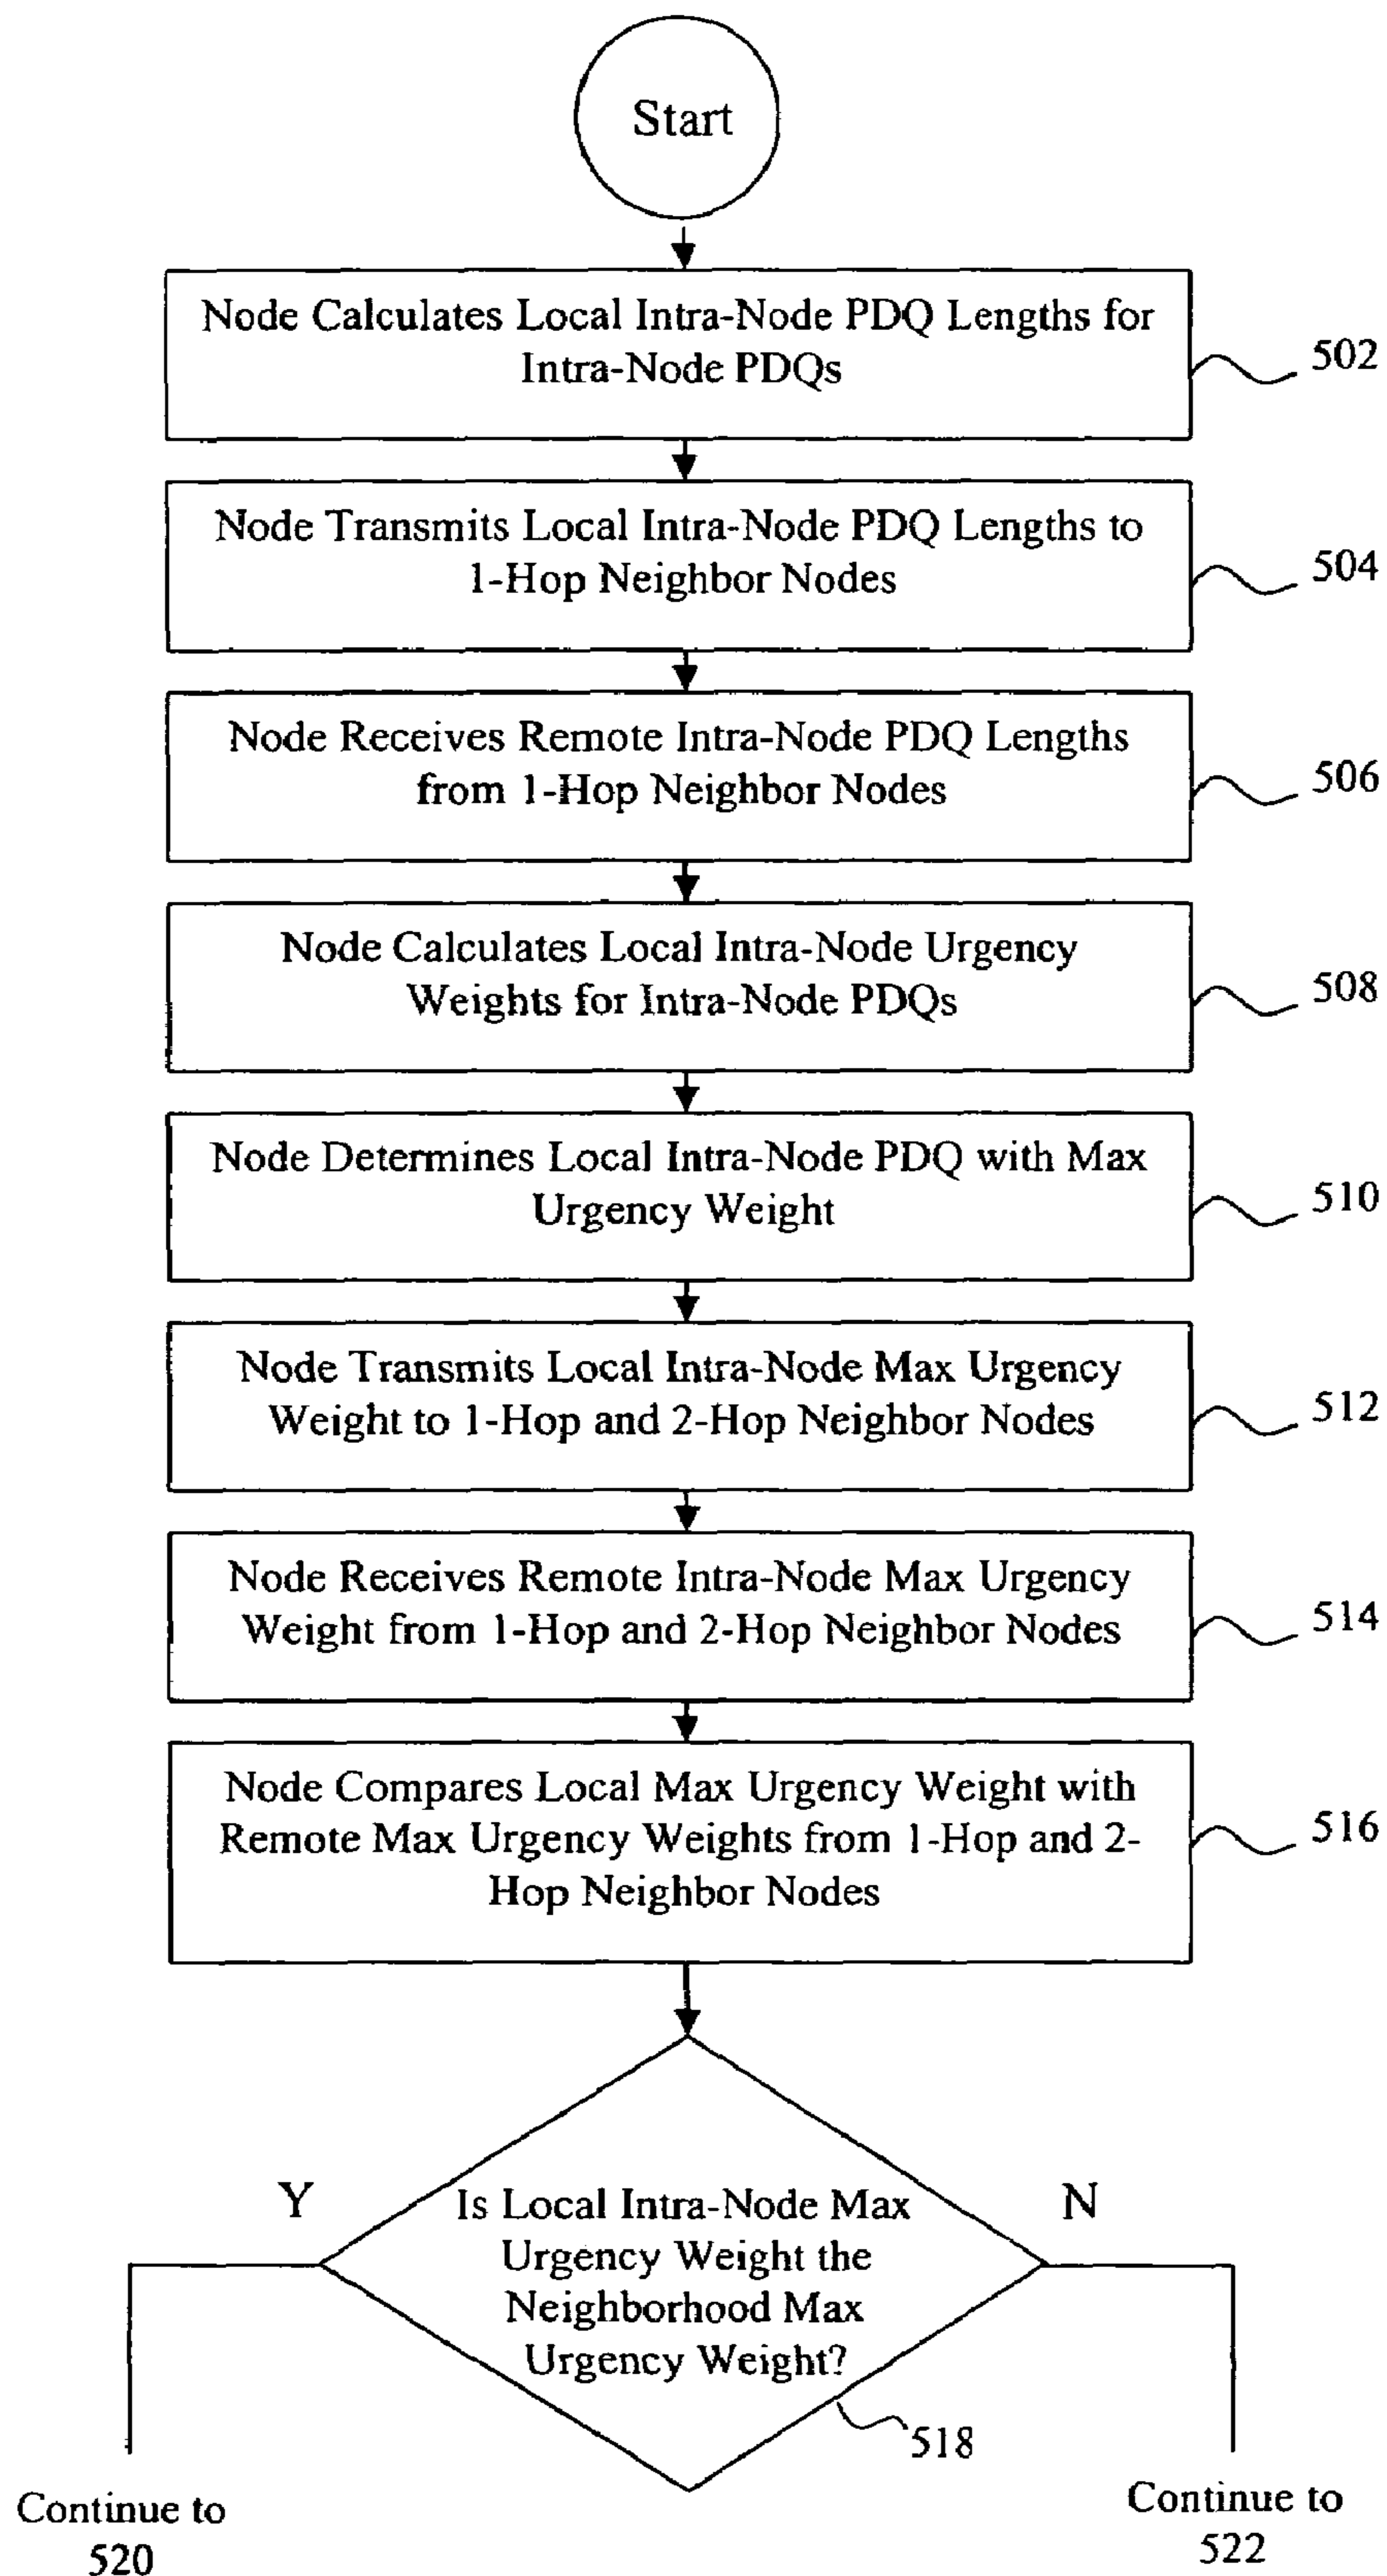 Start
Node Calculates Local Intra-Node PDQ Lengths for
Intra-Node PDQs
502
Node Transmits Local Intra-Node PDQ Lengths to
1-Hop Neighbor Nodes
504
Node Receives Remote Intra-Node PDQ Lengths
from 1-Hop Neighbor Nodes
506
Node Calculates Local Intra-Node Urgency
Weights for Intra-Node PDQs
508
Node Determines Local Intra-Node PDQ with Max
Urgency Weight
510
Node Transmits Local Intra-Node Max Urgency
Weight to 1-Hop and 2-Hop Neighbor Nodes
512
Node Receives Remote Intra-Node Max Urgency
Weight from 1-Hop and 2-Hop Neighbor Nodes
514
Node Compares Local Max Urgency Weight with
Remote Max Urgency Weights from 1-Hop and 2-
Hop Neighbor Nodes
516
Y
N
Is Local Intra-Node Max
Urgency Weight the
Neighborhood Max
Urgency Weight?
518
Continue to
520
Continue to
522